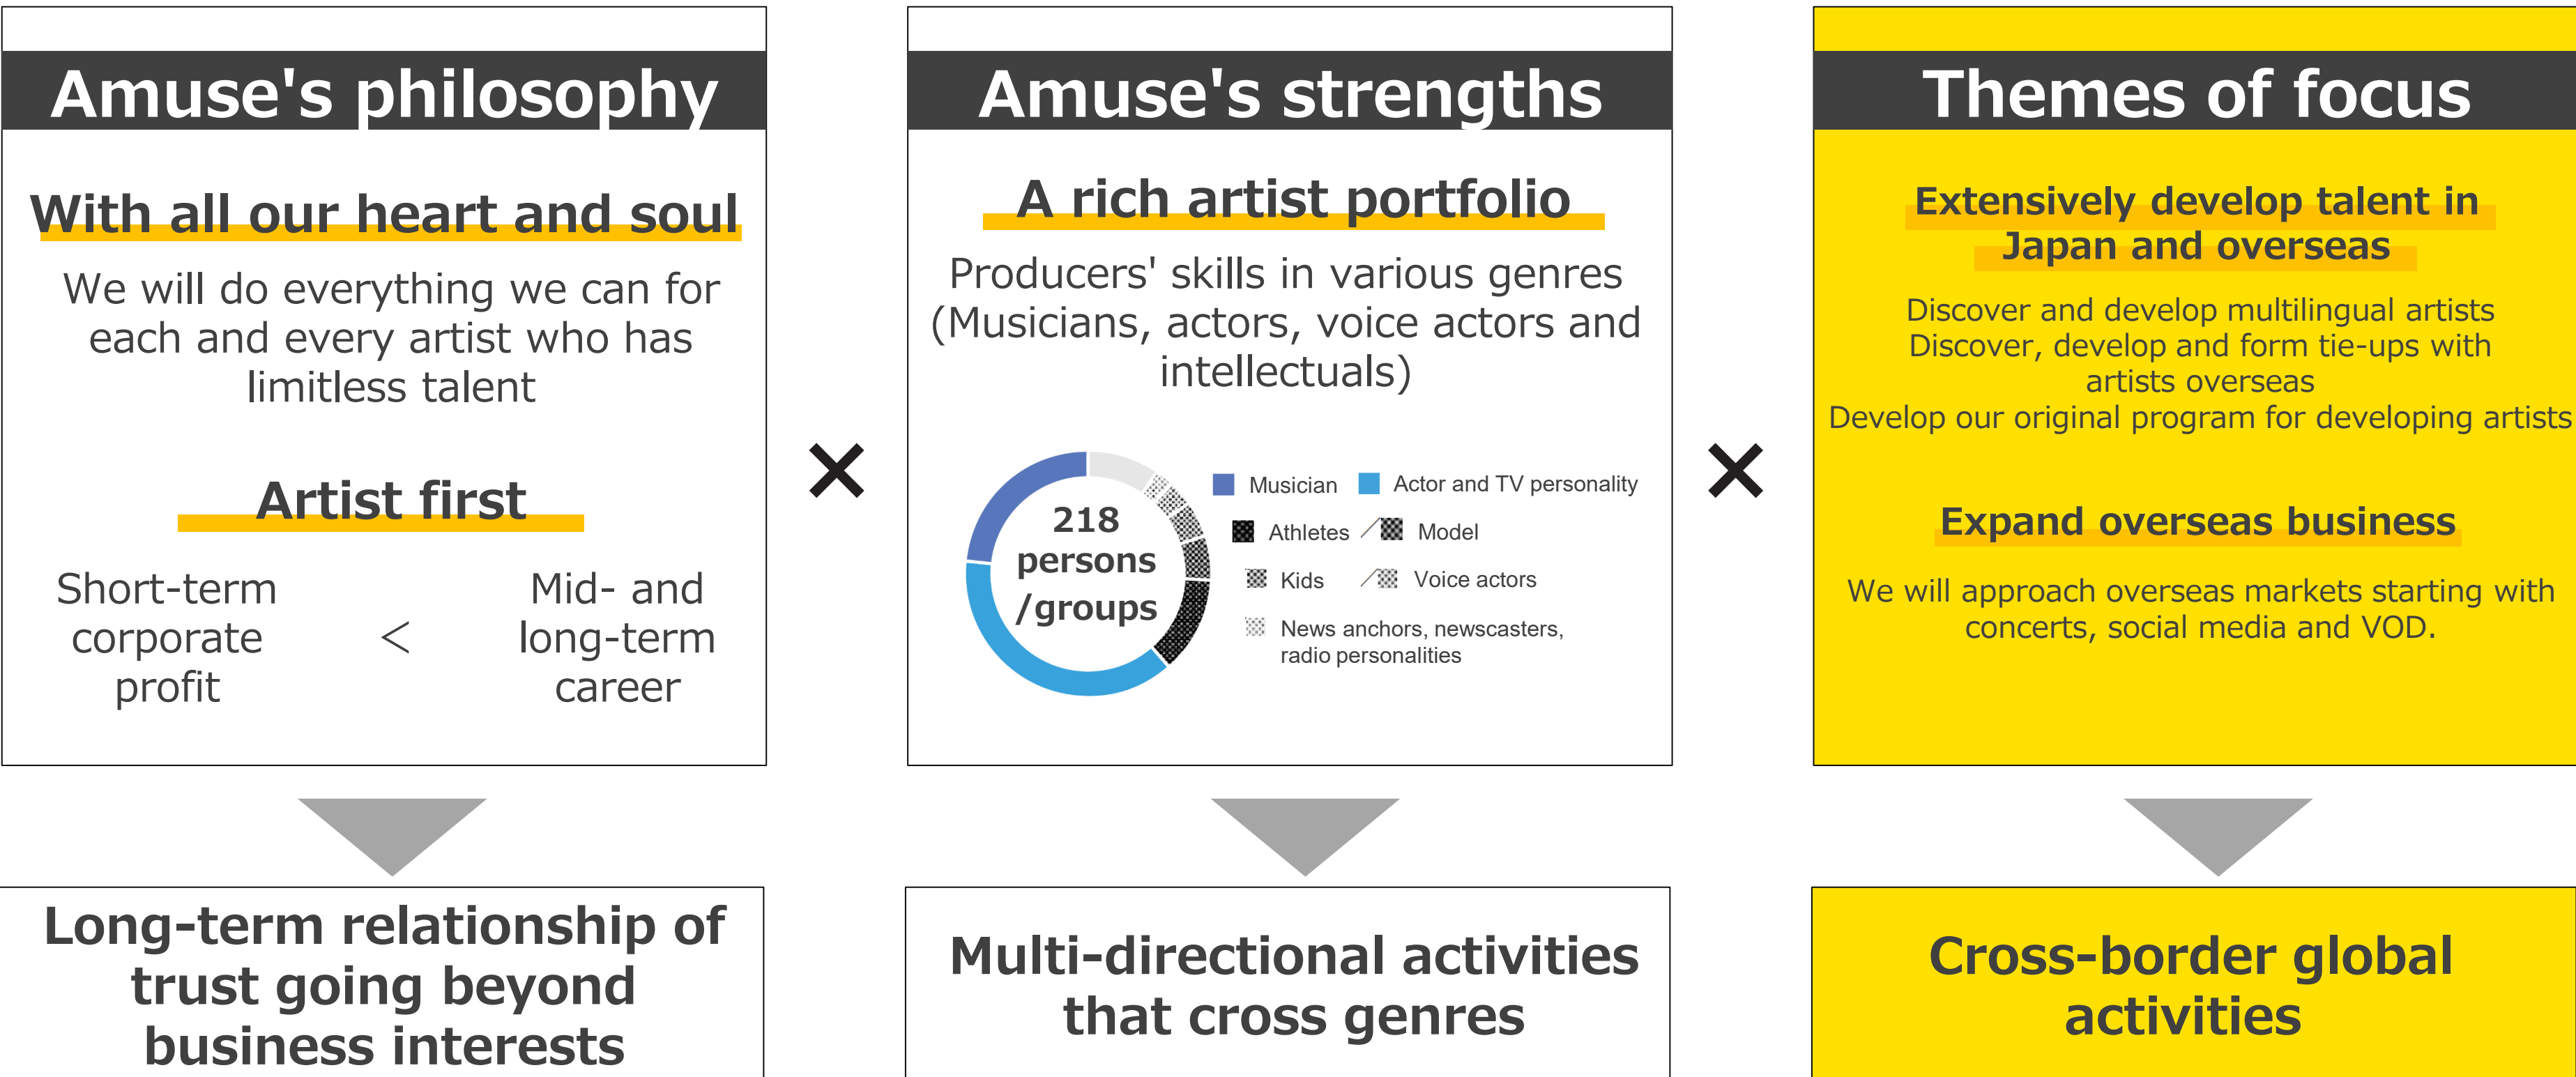 Amuse's philosophy
With all our heart and soul
We will do everything we can for
each and every artist who has
limitless talent
Artist first
Short-term
corporate
profit
<
Mid- and
long-term
career
×
Amuse's strengths
A rich artist portfolio
Producers' skills in various genres
(Musicians, actors, voice actors and
intellectuals)
218
persons
/groups
Musician
Actor and TV personality
Athletes
Model
Kids
Voice actors
News anchors, newscasters,
radio personalities
×
Themes of focus
Extensively develop talent in
Japan and overseas
Discover and develop multilingual artists
Discover, develop and form tie-ups with
artists overseas
Develop our original program for developing artists
Expand overseas business
We will approach overseas markets starting with
concerts, social media and VOD.
Long-term relationship of
trust going beyond
business interests
Multi-directional activities
that cross genres
Cross-border global
activities